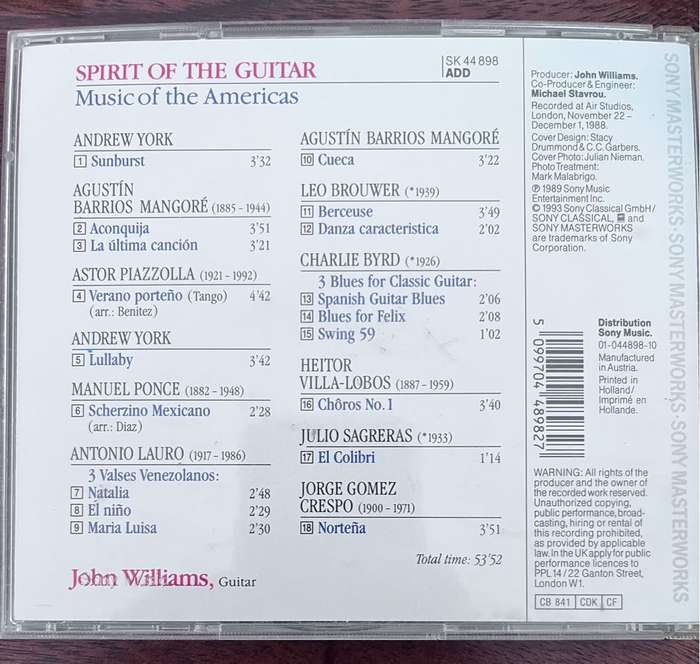 SPIRIT OF THE GUITAR
Music of the Americas
SK 44 898
ADD
ANDREW YORK
1 Sunburst 3'32
AGUSTÍN
BARRIOS MANGORÉ (1885 - 1944)
2 Aconquija 3'51
3 La última canción 3'21
ASTOR PIAZZOLLA (1921 - 1992)
4 Verano porteño (Tango) 4'42
(arr.: Benitez)
ANDREW YORK
5 Lullaby 3'42
MANUEL PONCE (1882 - 1948)
6 Scherzino Mexicano 2'28
(arr.: Diaz)
ANTONIO LAURO (1917 - 1986)
3 Valses Venezolanos:
7 Natalia 2'48
8 El niño 2'29
9 Maria Luisa 2'30
AGUSTÍN BARRIOS MANGORÉ
10 Cueca 3'22
LEO BROUWER (*1939)
11 Berceuse 3'49
12 Danza caracteristica 2'02
CHARLIE BYRD (*1926)
3 Blues for Classic Guitar:
13 Spanish Guitar Blues 2'06
14 Blues for Felix 2'08
15 Swing 59 1'02
HEITOR
VILLA-LOBOS (1887 - 1959)
16 Chôros No. 1 3'40
JULIO SAGRERAS (*1933)
17 El Colibri 1'14
JORGE GOMEZ
CRESPO (1900 - 1971)
18 Norteña 3'51
Total time: 53'52
John Williams, Guitar
Producer: John Williams.
Co-Producer & Engineer:
Michael Stavrou.
Recorded at Air Studios,
London, November 22 –
December 1, 1988.
Cover Design: Stacy
Drummond & C.C. Garbers.
Cover Photo: Julian Nieman.
Photo Treatment:
Mark Malabrigo.
℗ 1989 Sony Music
Entertainment Inc.
© 1993 Sony Classical GmbH/
SONY CLASSICAL, and
SONY MASTERWORKS
are trademarks of Sony
Corporation.
5 099704 489827
Distribution
Sony Music.
01-044898-10
Manufactured
in Austria.
Printed in
Holland/
Imprimé en
Hollande.
WARNING: All rights of the
producer and the owner of
the recorded work reserved.
Unauthorized copying,
public performance, broad-
casting, hiring or rental of
this recording prohibited,
as provided by applicable
law. In the UK apply for public
performance licences to
PPL 14 / 22 Ganton Street,
London W1.
CB 841 CDK CF
SONY MASTERWORKS · SONY MASTERWORKS · SONY MASTERWORKS